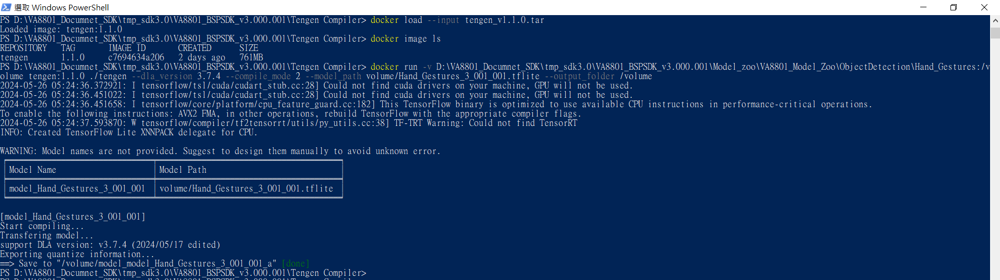 選取 Windows PowerShell
PS D:\VA8801_Documnet_SDK\tmp_sdk3.0\VA8801_BSPSDK_v3.000.001\Tengen Compiler> docker load --input tengen_v1.1.0.tar
Loaded image: tengen:1.1.0
PS D:\VA8801_Documnet_SDK\tmp_sdk3.0\VA8801_BSPSDK_v3.000.001\Tengen Compiler> docker image ls
REPOSITORY   TAG       IMAGE ID       CREATED      SIZE
tengen       1.1.0     c7694634a206   2 days ago   761MB
PS D:\VA8801_Documnet_SDK\tmp_sdk3.0\VA8801_BSPSDK_v3.000.001\Tengen Compiler> docker run -v D:\VA8801_Documnet_SDK\tmp_sdk3.0\VA8801_BSPSDK_v3.000.001\Model_zoo\VA8801_Model_Zoo\ObjectDetection\Hand_Gestures:/v
olume tengen:1.1.0 ./tengen --dla_version 3.7.4 --compile_mode 2 --model_path volume/Hand_Gestures_3_001_001.tflite --output_folder /volume
2024-05-26 05:24:36.372921: I tensorflow/tsl/cuda/cudart_stub.cc:28] Could not find cuda drivers on your machine, GPU will not be used.
2024-05-26 05:24:36.451022: I tensorflow/tsl/cuda/cudart_stub.cc:28] Could not find cuda drivers on your machine, GPU will not be used.
2024-05-26 05:24:36.451658: I tensorflow/core/platform/cpu_feature_guard.cc:182] This TensorFlow binary is optimized to use available CPU instructions in performance-critical operations.
To enable the following instructions: AVX2 FMA, in other operations, rebuild TensorFlow with the appropriate compiler flags.
2024-05-26 05:24:37.593870: W tensorflow/compiler/tf2tensorrt/utils/py_utils.cc:38] TF-TRT Warning: Could not find TensorRT
INFO: Created TensorFlow Lite XNNPACK delegate for CPU.
WARNING: Model names are not provided. Suggest to design them manually to avoid unknown error.
Model Name   Model Path
model_Hand_Gestures_3_001_001   volume/Hand_Gestures_3_001_001.tflite
[model_Hand_Gestures_3_001_001]
Start compiling...
Transfering model...
support DLA version: v3.7.4 (2024/05/17 edited)
Exporting quantize information...
==> Save to "/volume/model_model_Hand_Gestures_3_001_001_a" [done]
PS D:\VA8801_Documnet_SDK\tmp_sdk3.0\VA8801_BSPSDK_v3.000.001\Tengen Compiler>